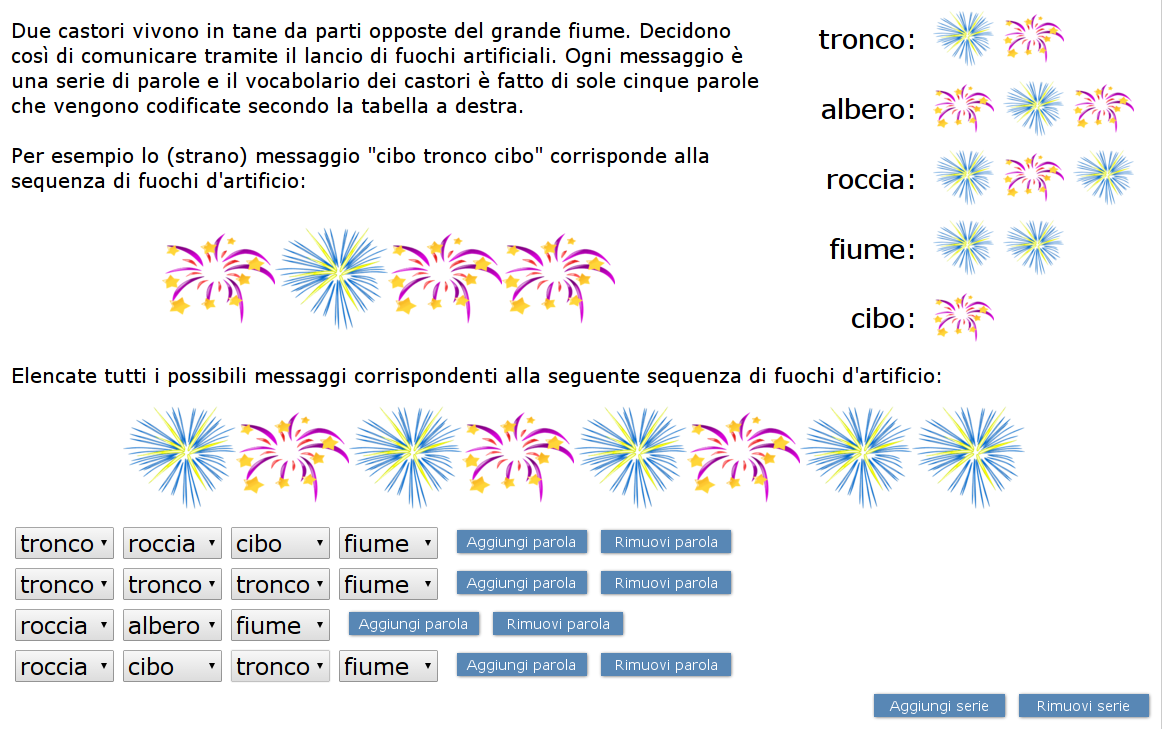 Due castori vivono in tane da parti opposte del grande fiume. Decidono
così di comunicare tramite il lancio di fuochi artificiali. Ogni messaggio è
una serie di parole e il vocabolario dei castori è fatto di sole cinque parole
che vengono codificate secondo la tabella a destra.
Per esempio lo (strano) messaggio "cibo tronco cibo" corrisponde alla
sequenza di fuochi d'artificio:
tronco:
albero:
roccia:
fiume:
cibo:
Elencate tutti i possibili messaggi corrispondenti alla seguente sequenza di fuochi d'artificio:
tronco roccia cibo fiume Aggiungi parola Rimuovi parola
tronco tronco tronco fiume Aggiungi parola Rimuovi parola
roccia albero fiume Aggiungi parola Rimuovi parola
roccia cibo tronco fiume Aggiungi parola Rimuovi parola
Aggiungi serie Rimuovi serie